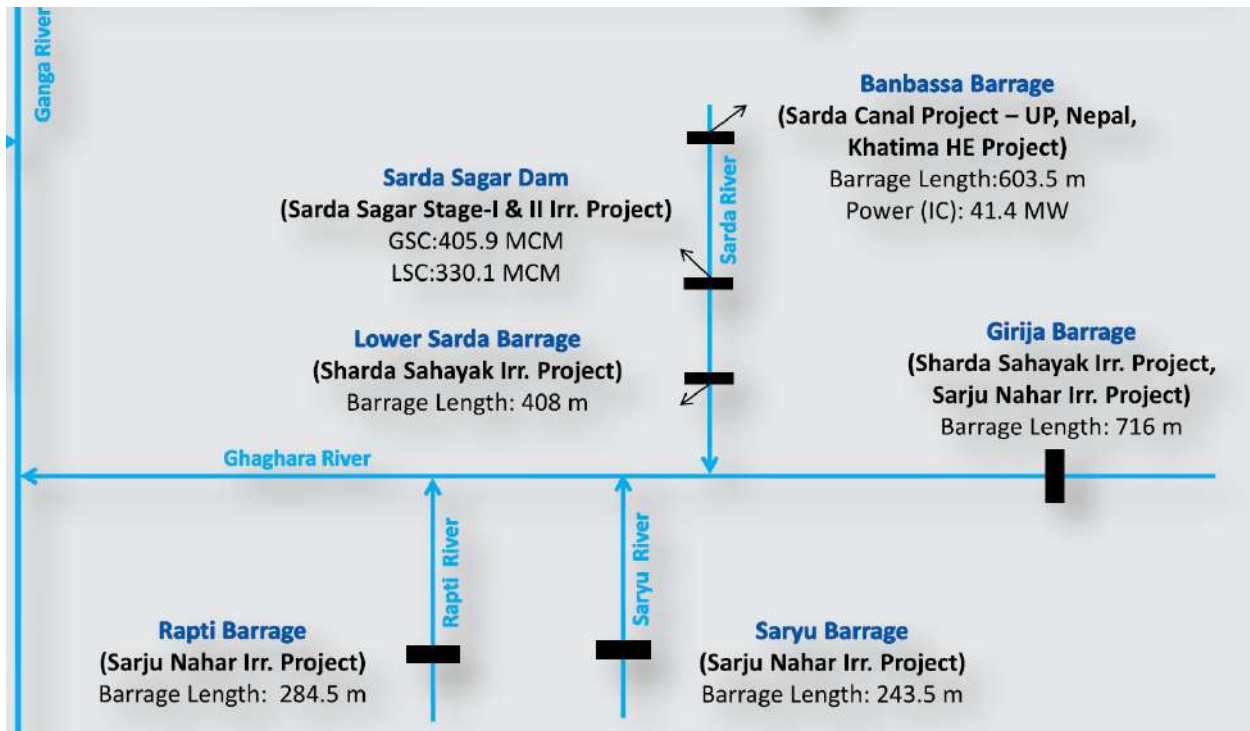 Ganga River
Banbassa Barrage
(Sarda Canal Project – UP, Nepal,
Khatima HE Project)
Barrage Length:603.5 m
Power (IC): 41.4 MW
Sarda River
Sarda Sagar Dam
(Sarda Sagar Stage-I & II Irr. Project)
GSC:405.9 MCM
LSC:330.1 MCM
Lower Sarda Barrage
(Sharda Sahayak Irr. Project)
Barrage Length: 408 m
Girija Barrage
(Sharda Sahayak Irr. Project,
Sarju Nahar Irr. Project)
Barrage Length: 716 m
Ghaghara River
Rapti River
Saryu River
Rapti Barrage
(Sarju Nahar Irr. Project)
Barrage Length: 284.5 m
Saryu Barrage
(Sarju Nahar Irr. Project)
Barrage Length: 243.5 m